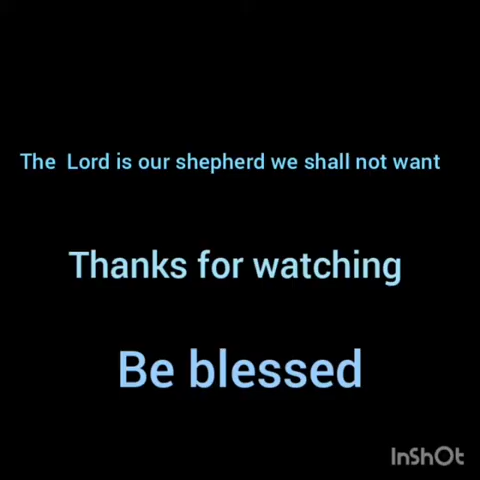 The  Lord is our shepherd we shall not want
Thanks for watching
Be blessed
InShOt